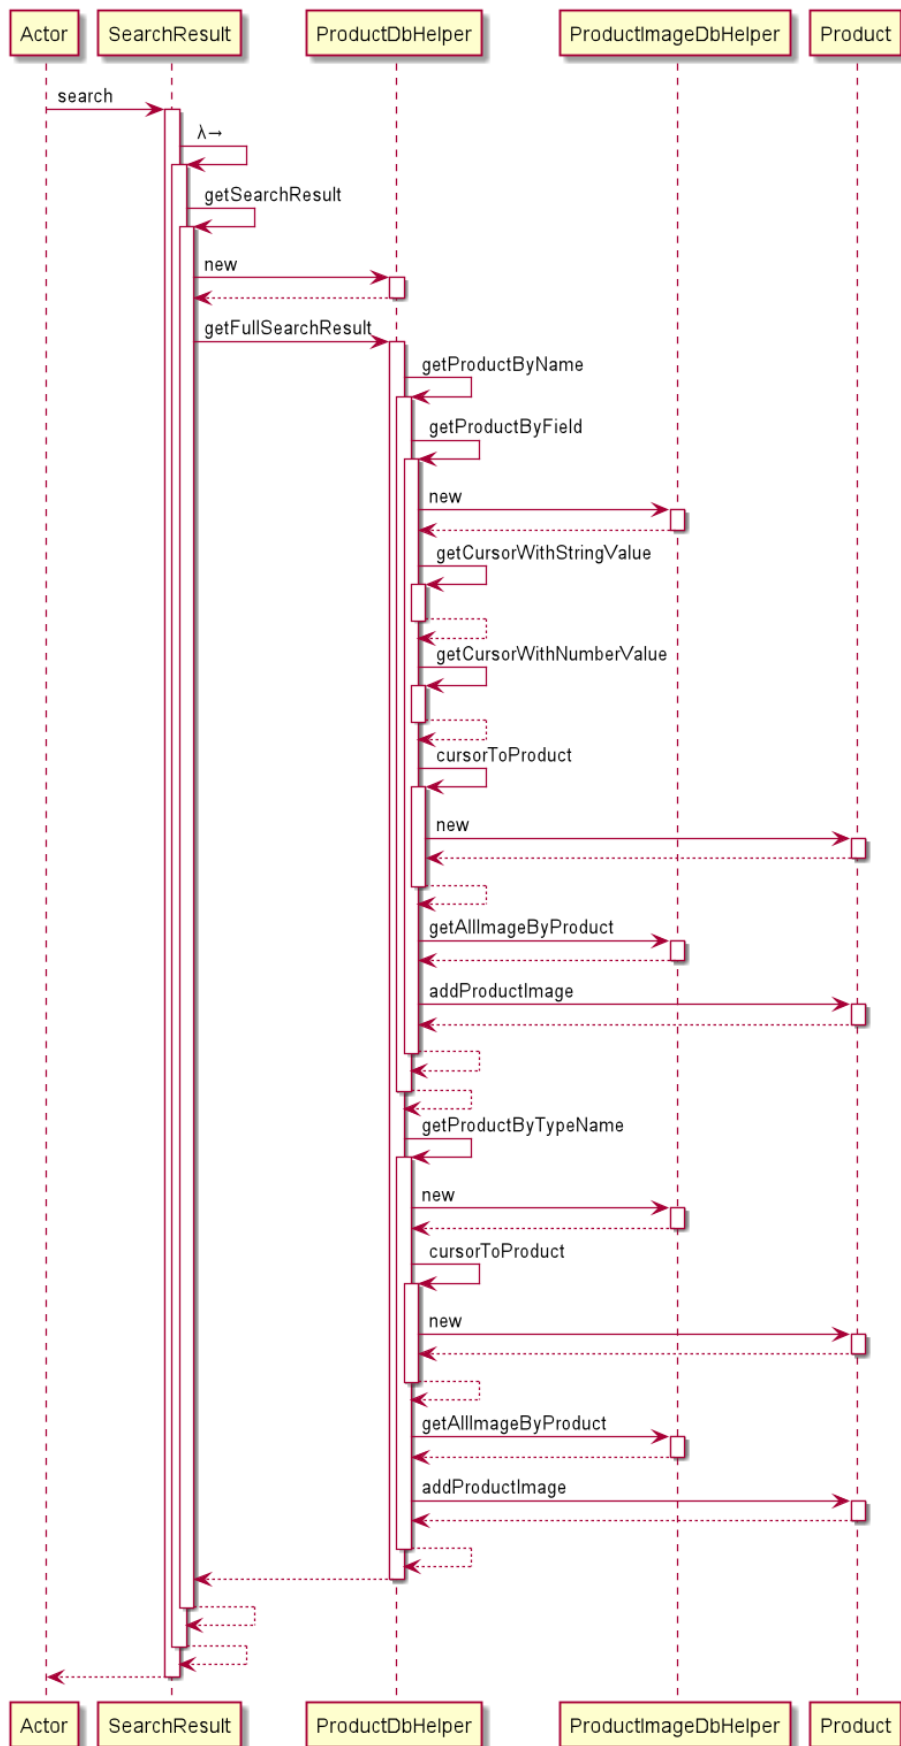 Actor SearchResult ProductDbHelper ProductImageDbHelper Product
search
λ→
getSearchResult
new
getFullSearchResult
getProductByName
getProductByField
new
getCursorWithStringValue
getCursorWithNumberValue
cursorToProduct
new
getAllImageByProduct
addProductImage
getProductByTypeName
new
cursorToProduct
new
getAllImageByProduct
addProductImage
Actor SearchResult ProductDbHelper ProductImageDbHelper Product